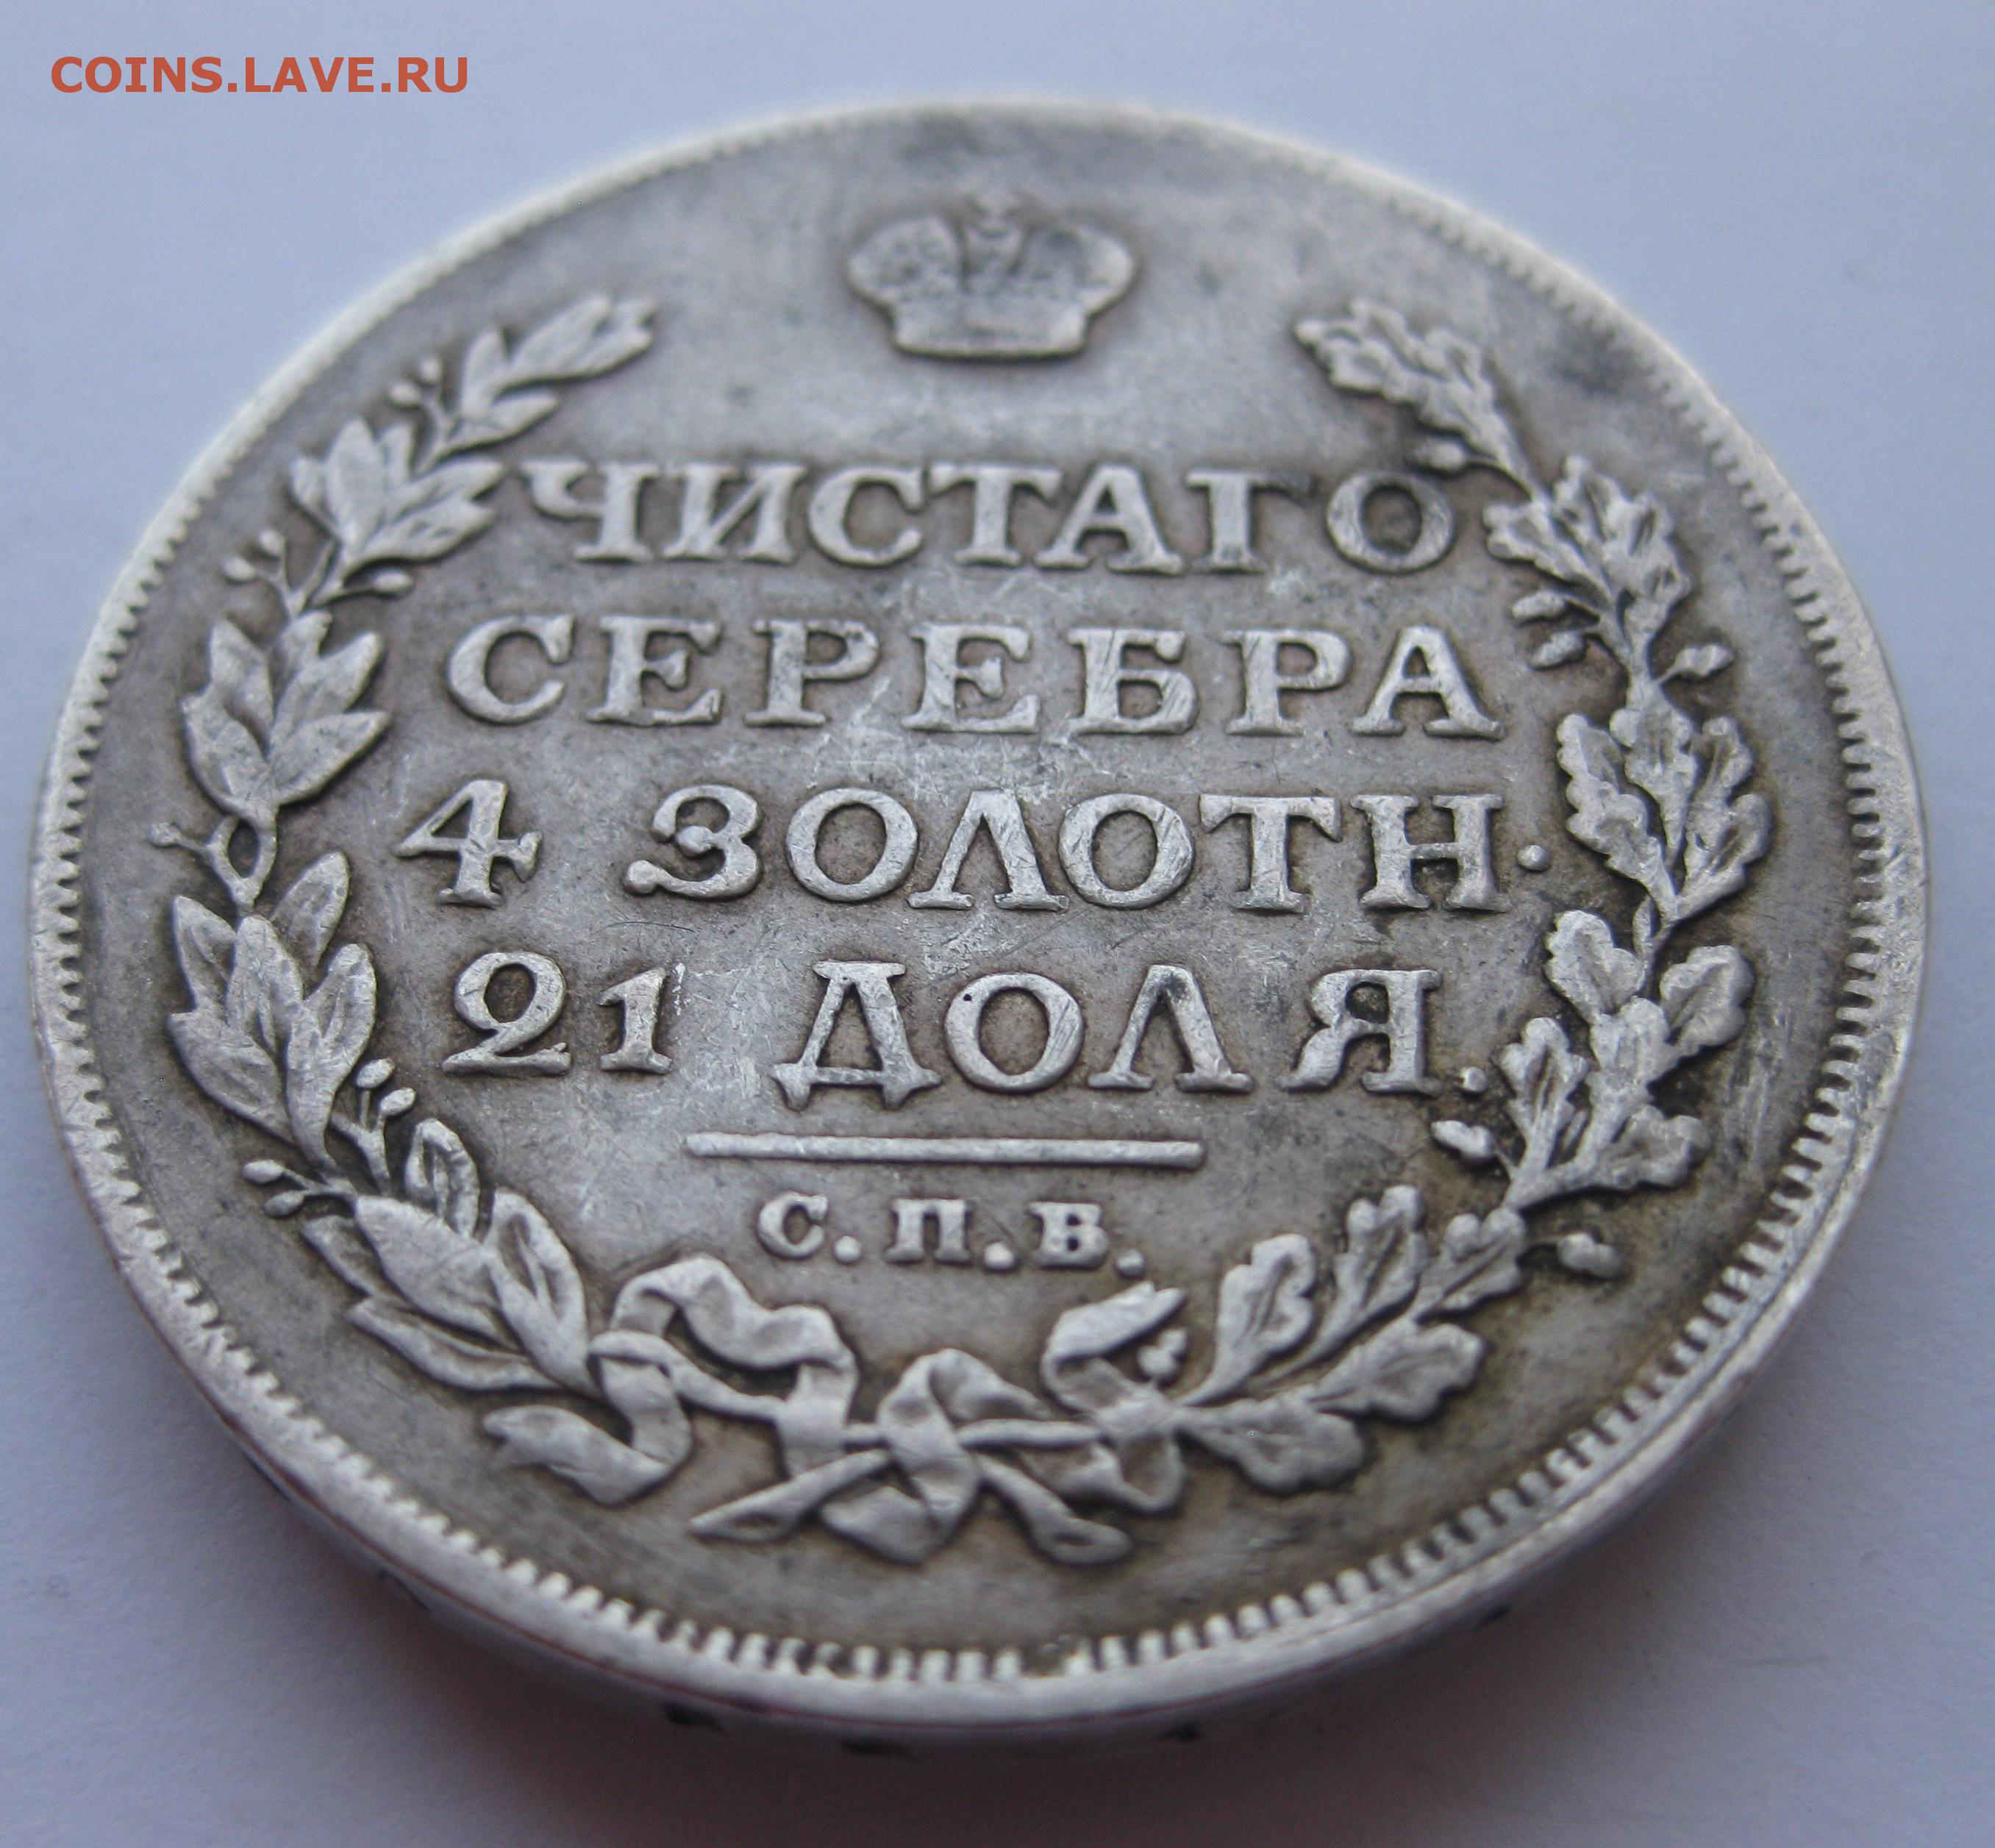 COINS.LAVE.RU
ЧИСТАГО
СЕРЕБРА
4 ЗОЛОТН.
21 ДОЛЯ.
С.П.Б.